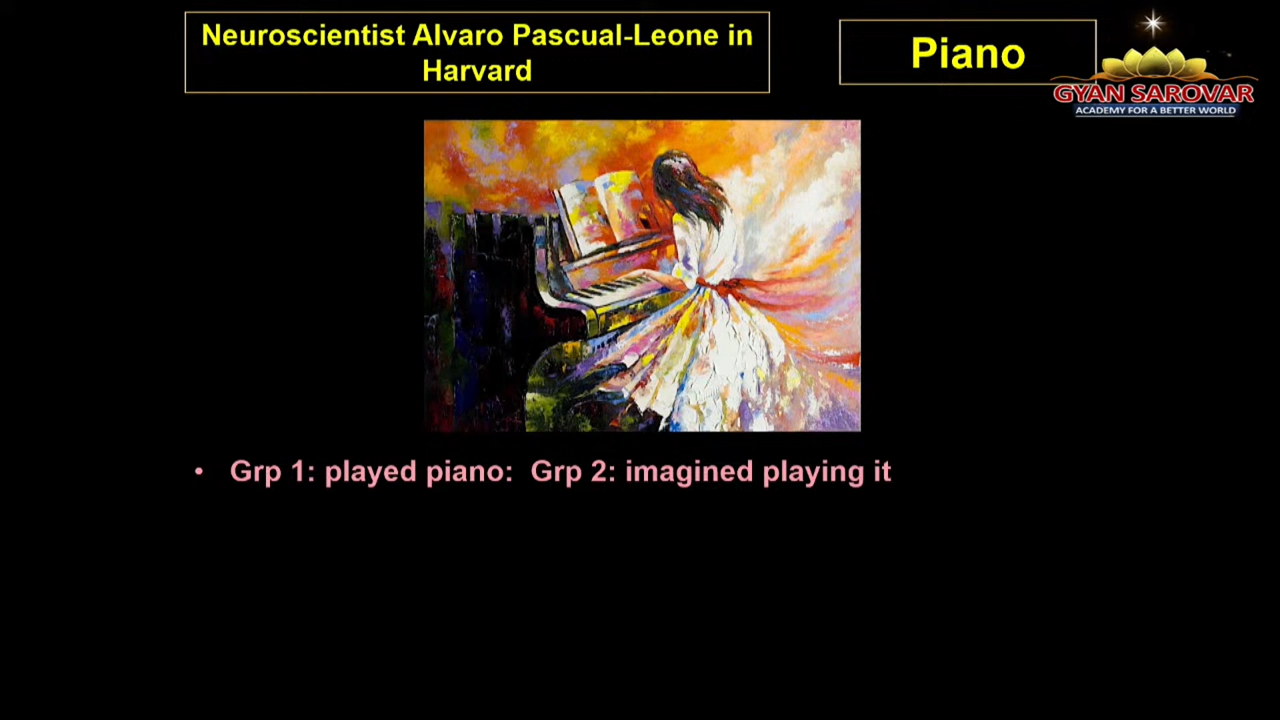 Neuroscientist Alvaro Pascual-Leone in
Harvard
Piano
GYAN SAROVAR
ACADEMY FOR A BETTER WORLD
• Grp 1: played piano: Grp 2: imagined playing it